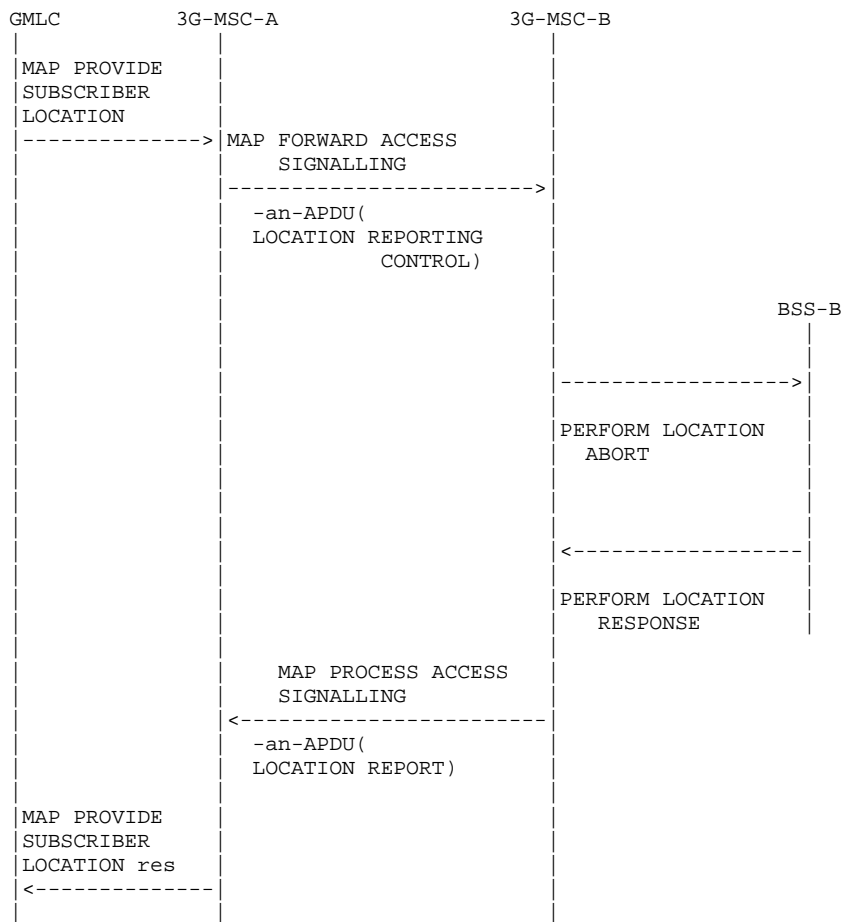 GMLC 3G-MSC-A 3G-MSC-B
MAP PROVIDE
SUBSCRIBER
LOCATION
MAP FORWARD ACCESS
SIGNALLING
-an-APDU(
LOCATION REPORTING
CONTROL)
BSS-B
PERFORM LOCATION
ABORT
PERFORM LOCATION
RESPONSE
MAP PROCESS ACCESS
SIGNALLING
-an-APDU(
LOCATION REPORT)
MAP PROVIDE
SUBSCRIBER
LOCATION res